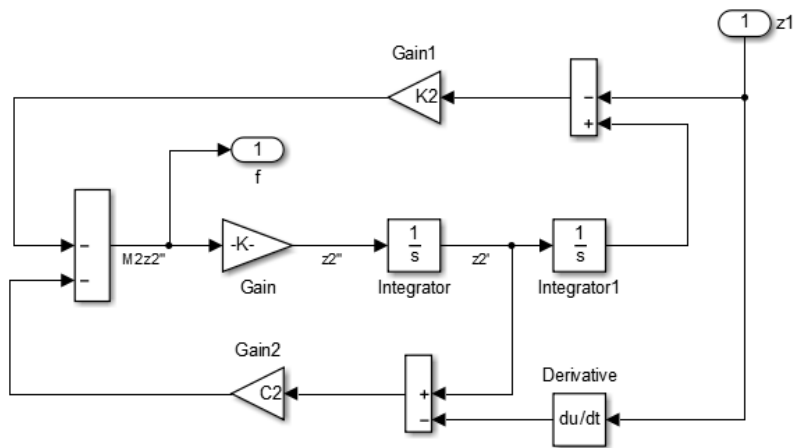 1
z1
Gain1
K2
−
+
1
f
−
−
M2z2"
-K-
Gain
z2"
1
s
Integrator
z2'
1
s
Integrator1
Gain2
C2
+
−
Derivative
du/dt